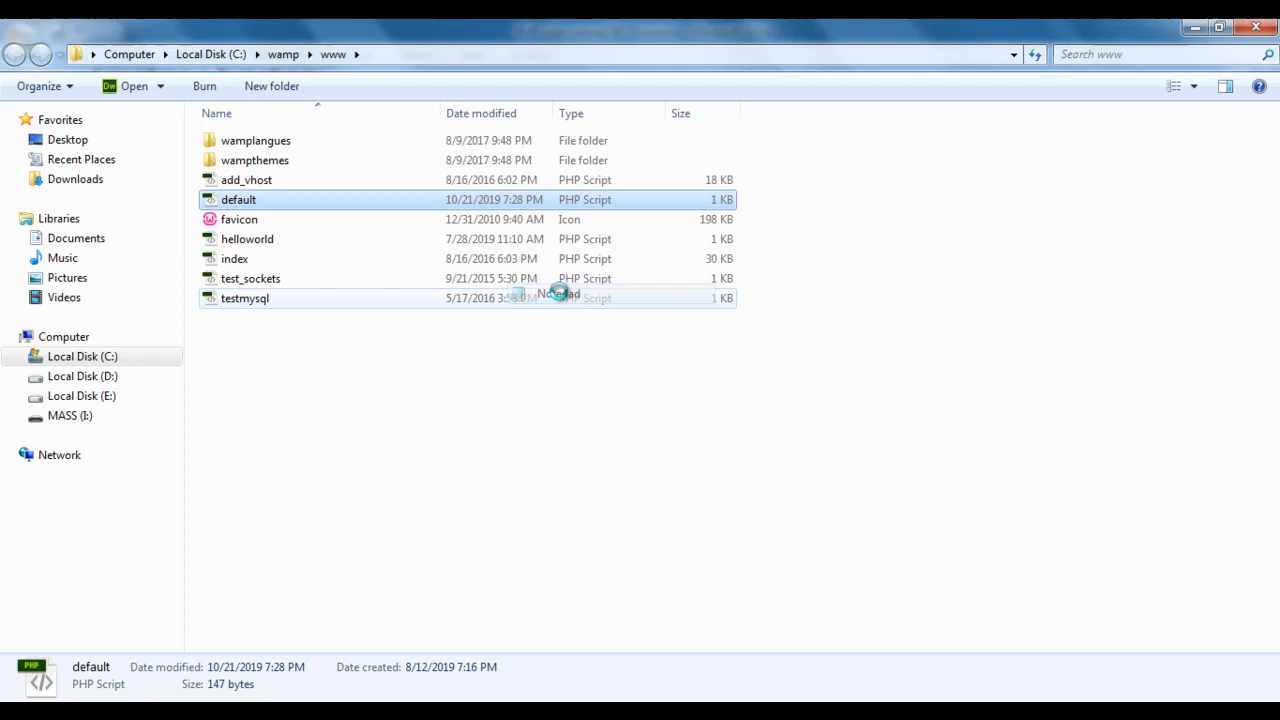 Computer Local Disk (C:) wamp www Search www
Organize Dw Open Burn New folder
Name Date modified Type Size
Favorites
Desktop
Recent Places
Downloads
Libraries
Documents
Music
Pictures
Videos
Computer
Local Disk (C:)
Local Disk (D:)
Local Disk (E:)
MASS (I:)
Network
wamplangues 8/9/2017 9:48 PM File folder
wampthemes 8/9/2017 9:48 PM File folder
add_vhost 8/16/2016 6:02 PM PHP Script 18 KB
default 10/21/2019 7:28 PM PHP Script 1 KB
favicon 12/31/2010 9:40 AM Icon 198 KB
helloworld 7/28/2019 11:10 AM PHP Script 1 KB
index 8/16/2016 6:03 PM PHP Script 30 KB
test_sockets 9/21/2015 5:30 PM PHP Script 1 KB
testmysql 5/17/2016 PHP Script 1 KB
PHP default Date modified: 10/21/2019 7:28 PM Date created: 8/12/2019 7:16 PM
PHP Script Size: 147 bytes